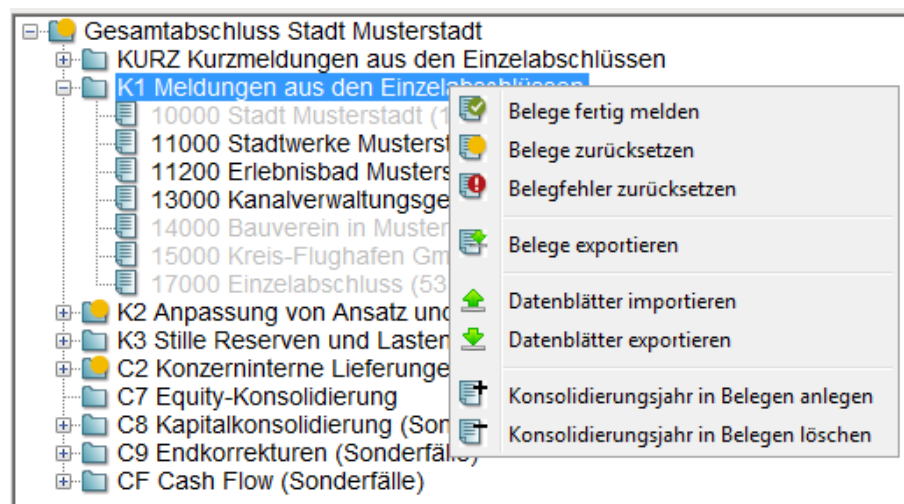 Gesamtabschluss Stadt Musterstadt
KURZ Kurzmeldungen aus den Einzelabschlüssen
K1 Meldungen aus den Einzelabschlüssen
10000 Stadt Musterstadt (1
11000 Stadtwerke Musterst
11200 Erlebnisbad Musters
13000 Kanalverwaltungsge
14000 Bauverein in Muster
15000 Kreis-Flughafen Gm
17000 Einzelabschluss (53
K2 Anpassung von Ansatz und
K3 Stille Reserven und Lasten
C2 Konzerninterne Lieferunge
C7 Equity-Konsolidierung
C8 Kapitalkonsolidierung (Son
C9 Endkorrekturen (Sonderfälle)
CF Cash Flow (Sonderfälle)
Belege fertig melden
Belege zurücksetzen
Belegfehler zurücksetzen
Belege exportieren
Datenblätter importieren
Datenblätter exportieren
Konsolidierungsjahr in Belegen anlegen
Konsolidierungsjahr in Belegen löschen